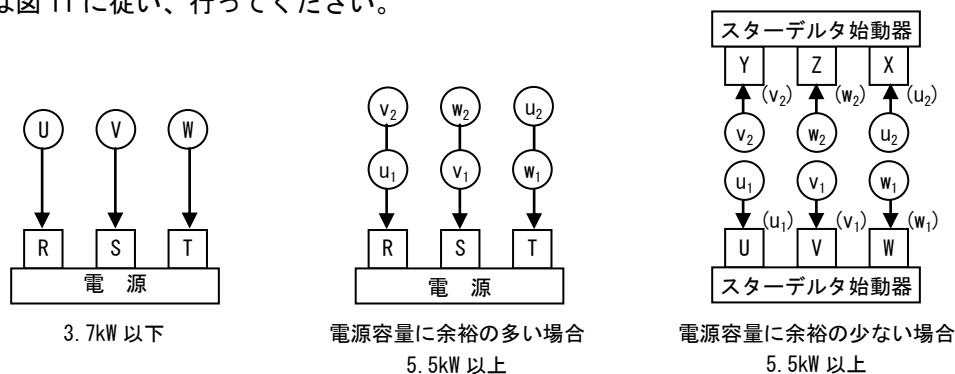 は図 11 に従い、行ってください。
U V W
R S T
電 源
3.7kW 以下
v2 w2 u2
u1 v1 w1
R S T
電 源
電源容量に余裕の多い場合
5.5kW 以上
スターデルタ始動器
Y Z X
(v2) (w2) (u2)
v2 w2 u2
u1 v1 w1
(u1) (v1) (w1)
U V W
スターデルタ始動器
電源容量に余裕の少ない場合
5.5kW 以上